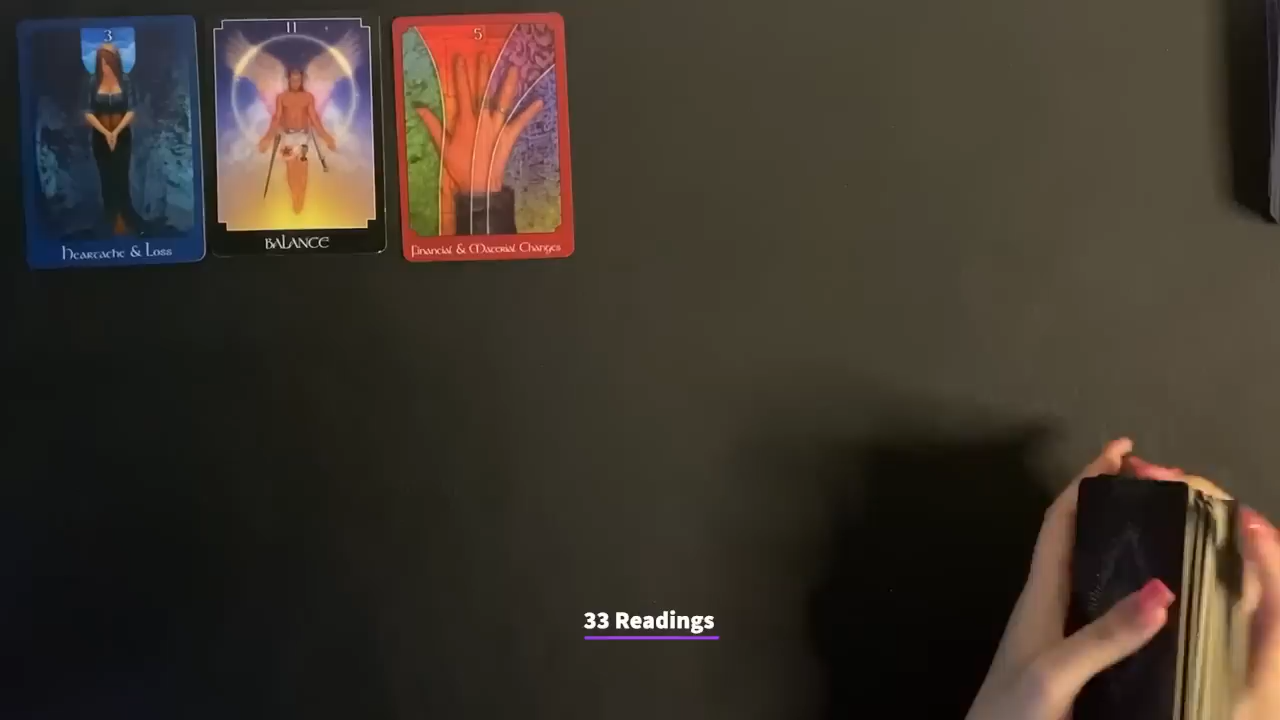 3
Heartache & Loss
11
BALANCE
5
Financial & Material Changes
33 Readings